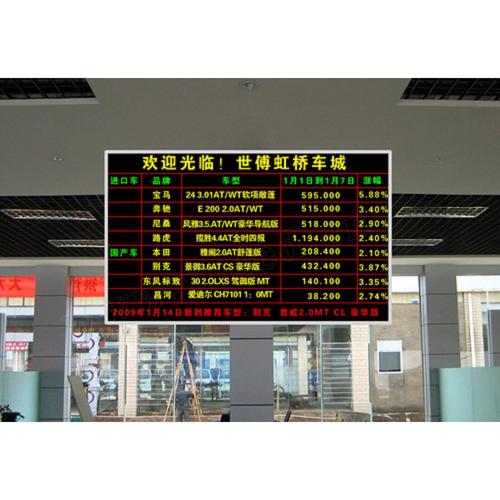 欢迎光临！世傅虹桥车城
进口车 品牌 车型 1月1日到1月7日 涨幅
宝马 24 3.01AT/WT软项敞蓬 595.000 5.88%
奔驰 E 200 2.0AT/WT 515.000 3.40%
尼桑 风雅3.5.AT/WT豪华导航版 518.000 2.90%
路虎 揽胜4.4AT全时四报 1.194.000 2.40%
国产车 本田 万雅阁2.0AT舒蓬版 208.400 2.10%
别克 景御3.6AT CS 豪华版 432.400 3.87%
东风标致 30 2.OLXS 驾御版 MT 140.100 3.35%
昌河 爱迪尔 CH7101 1：0MT 38.200 2.74%
2009年1月14日新到推荐车型：别克 君威2.0MT CL 豪华版